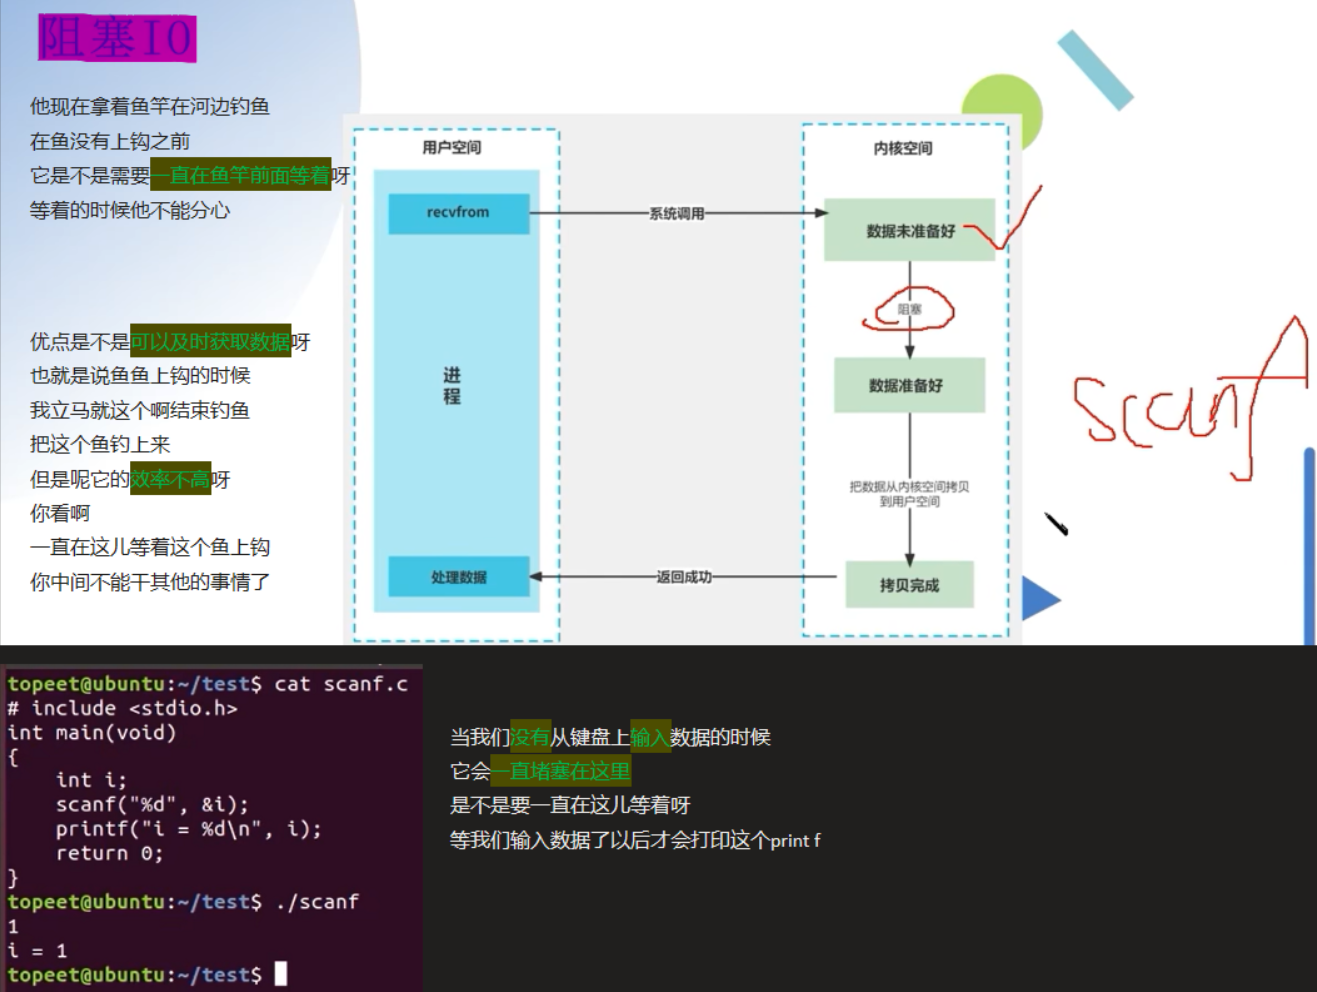 阻塞IO
他现在拿着鱼竿在河边钓鱼
在鱼没有上钩之前
它是不是需要一直在鱼竿前面等着呀
等着的时候他不能分心
优点是不是可以及时获取数据呀
也就是说鱼鱼上钩的时候
我立马就这个啊结束钓鱼
把这个鱼钓上来
但是呢它的效率不高呀
你看啊
一直在这儿等着这个鱼上钩
你中间不能干其他的事情了
用户空间
recvfrom
进
程
处理数据
系统调用
返回成功
内核空间
数据未准备好
阻塞
数据准备好
把数据从内核空间拷贝
到用户空间
拷贝完成
scanf
topeet@ubuntu:~/test$ cat scanf.c
# include <stdio.h>
int main(void)
{
    int i;
    scanf("%d", &i);
    printf("i = %d\n", i);
    return 0;
}
topeet@ubuntu:~/test$ ./scanf
1
i = 1
topeet@ubuntu:~/test$
当我们没有从键盘上输入数据的时候
它会一直堵塞在这里
是不是要一直在这儿等着呀
等我们输入数据了以后才会打印这个print f